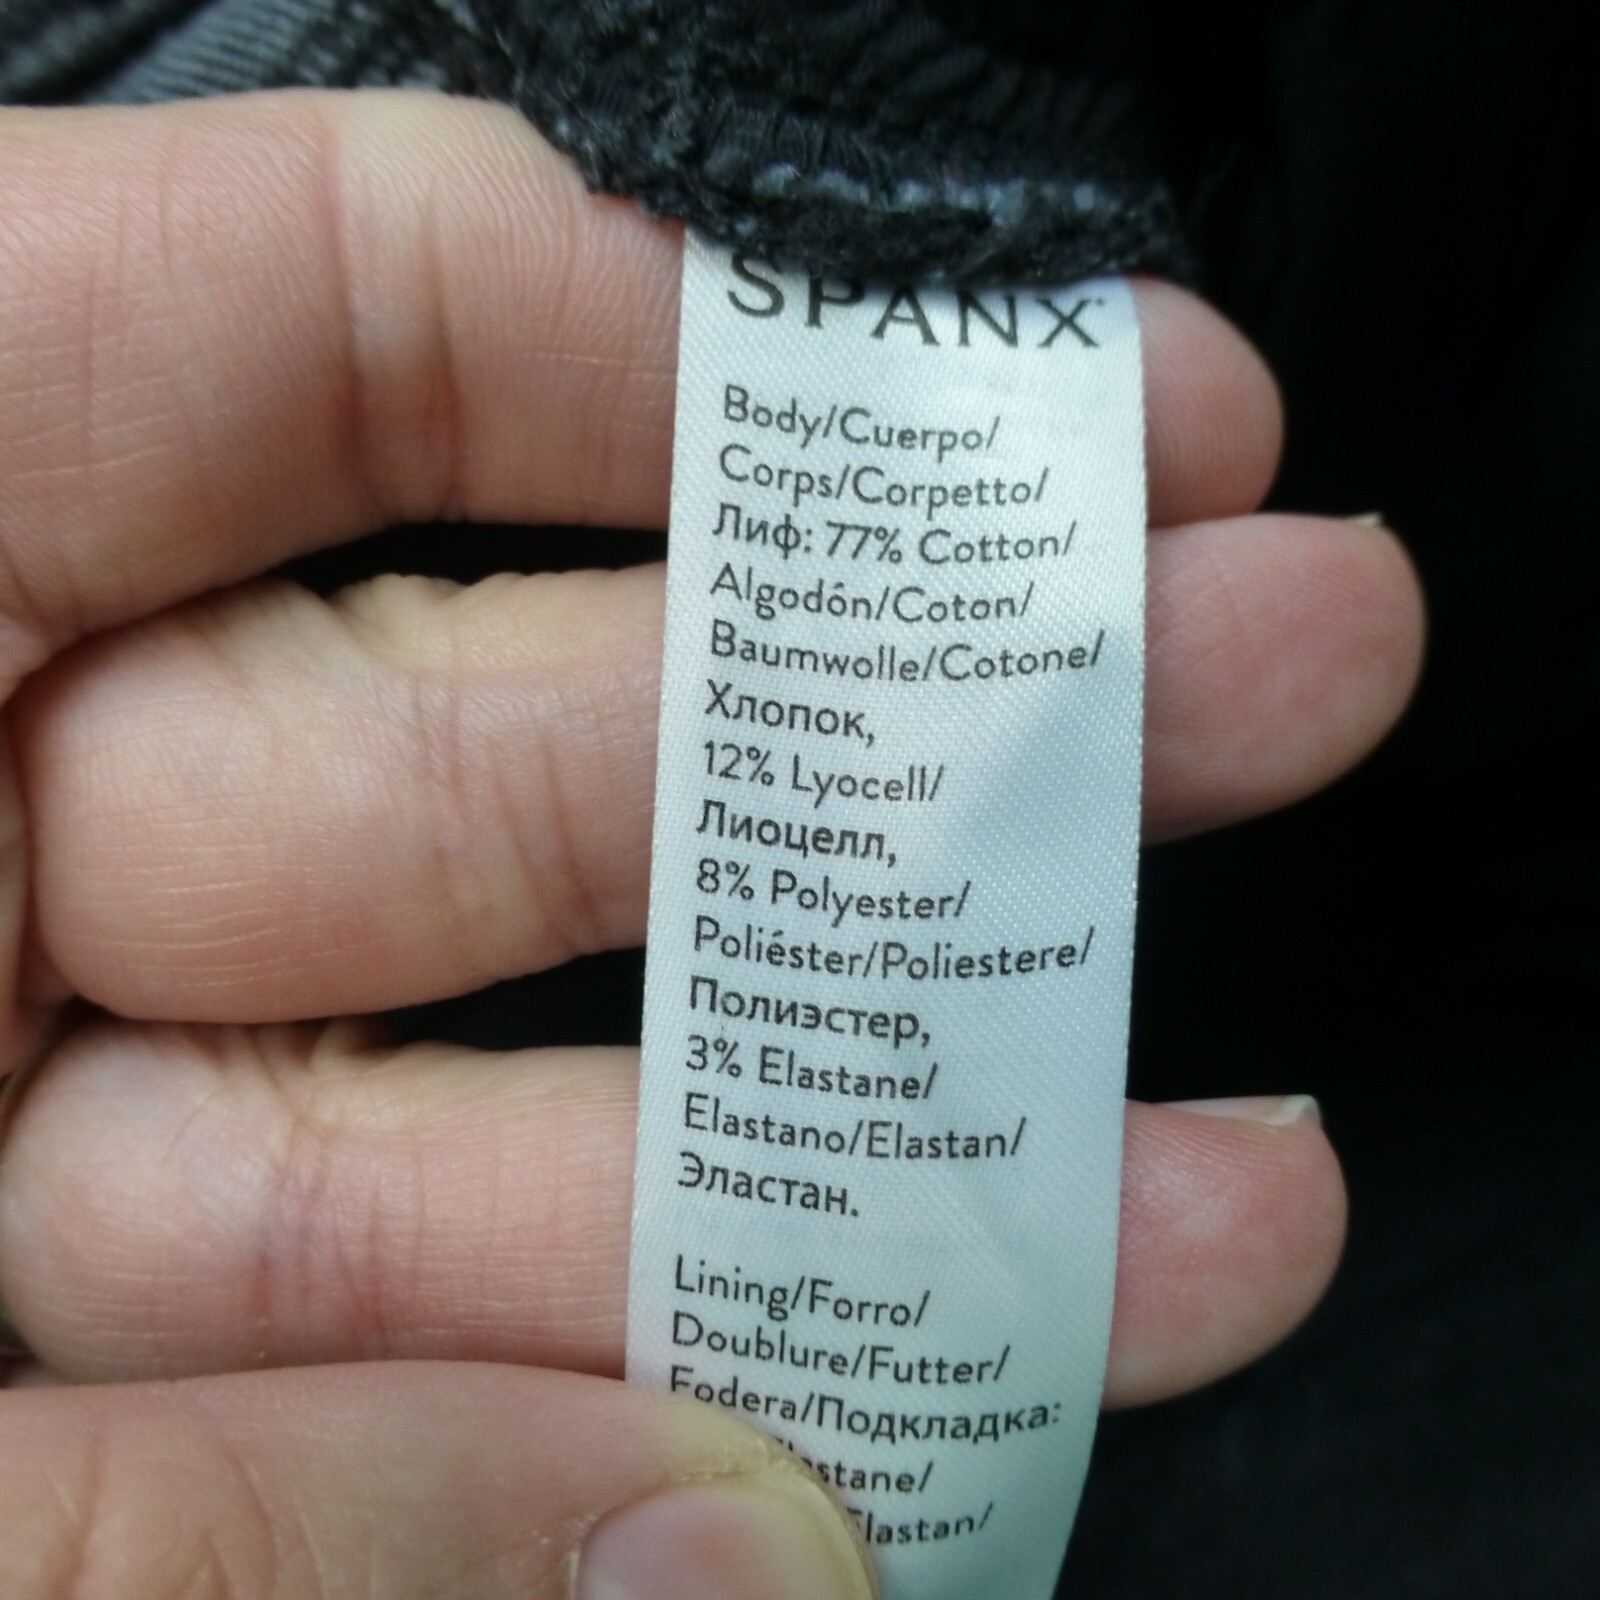 SPANX
Body/Cuerpo/
Corps/Corpetto/
Лиф: 77% Cotton/
Algodón/Coton/
Baumwolle/Cotone/
Хлопок,
12% Lyocell/
Лиоцелл,
8% Polyester/
Poliéster/Poliestere/
Полиэстер,
3% Elastane/
Elastano/Elastan/
Эластан.
Lining/Forro/
Doublure/Futter/
Fodera/Подкладка:
Elastan/